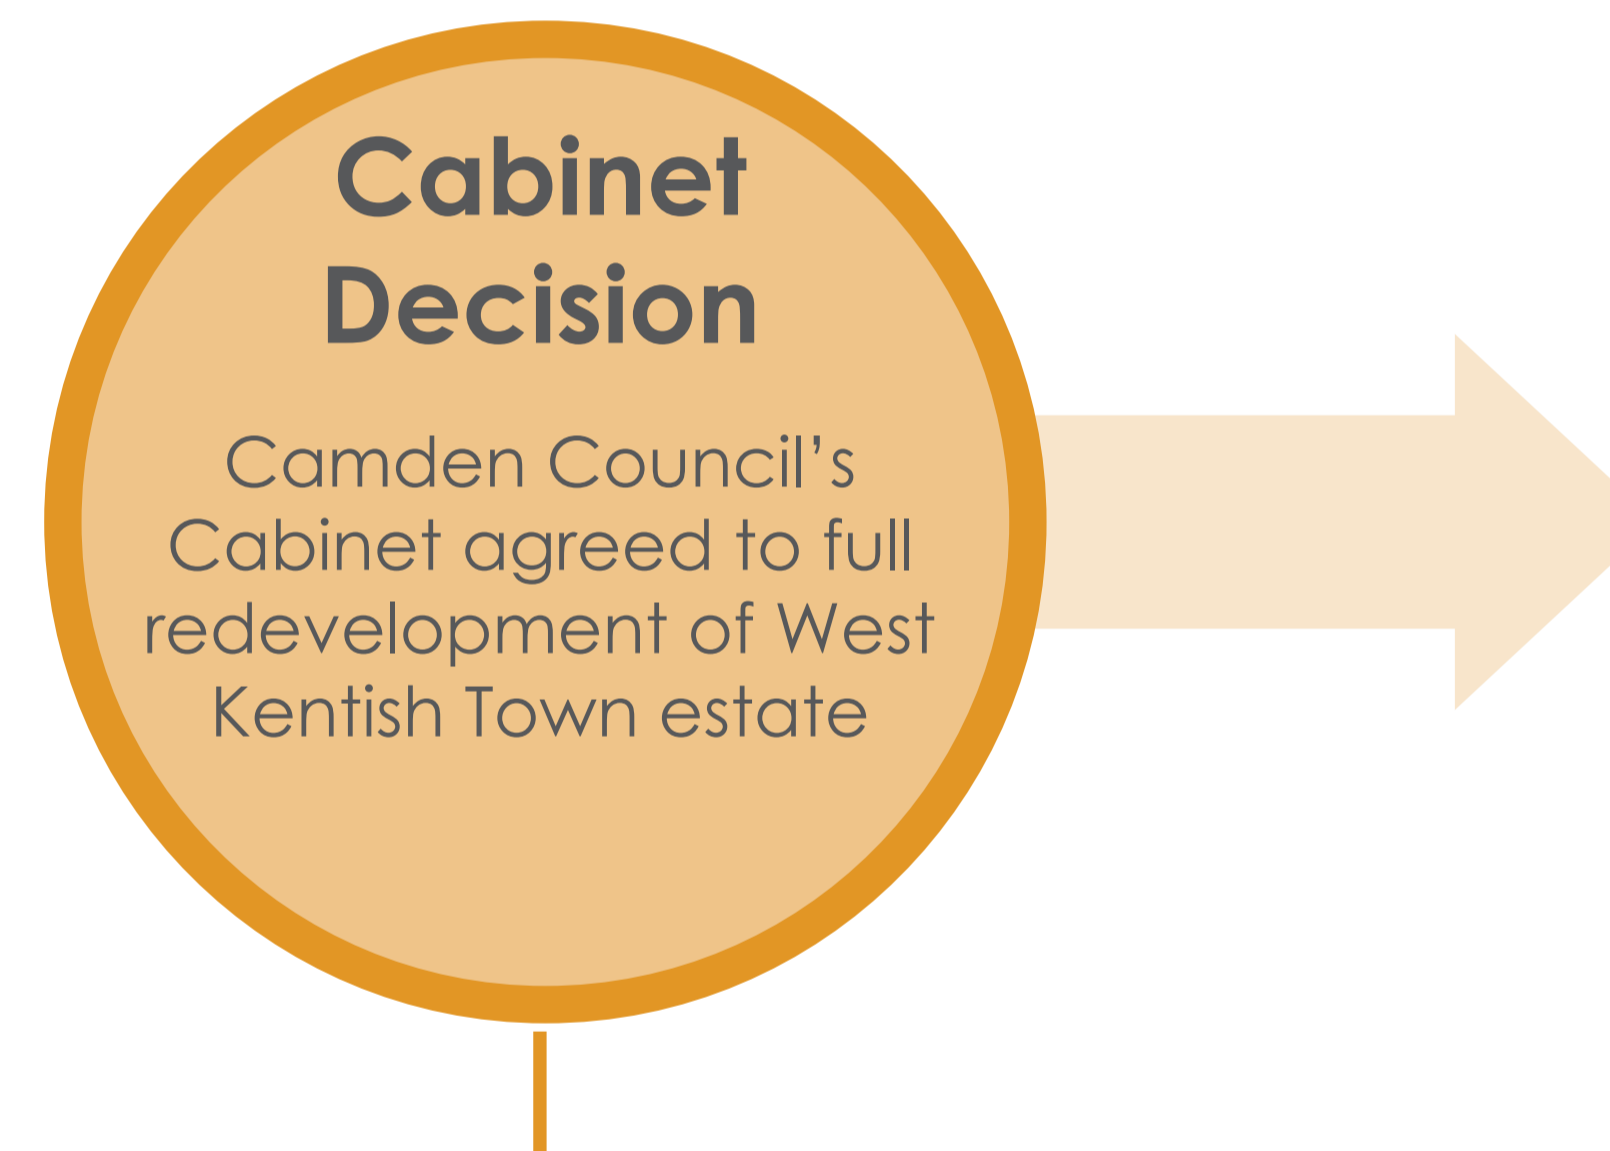 Cabinet
Decision
Camden Council’s
Cabinet agreed to full
redevelopment of West
Kentish Town estate